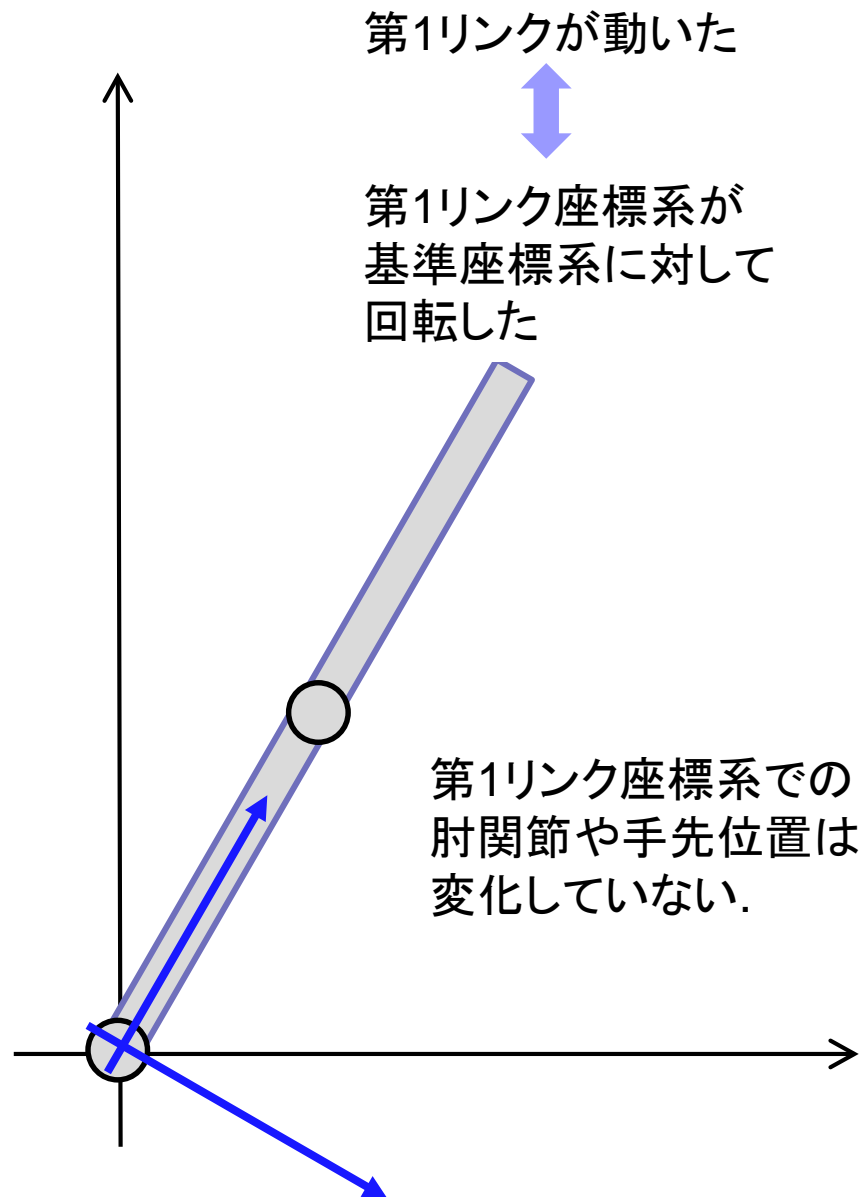 第1リンクが動いた
第1リンク座標系が
基準座標系に対して
回転した
第1リンク座標系での
肘関節や手先位置は
変化していない.